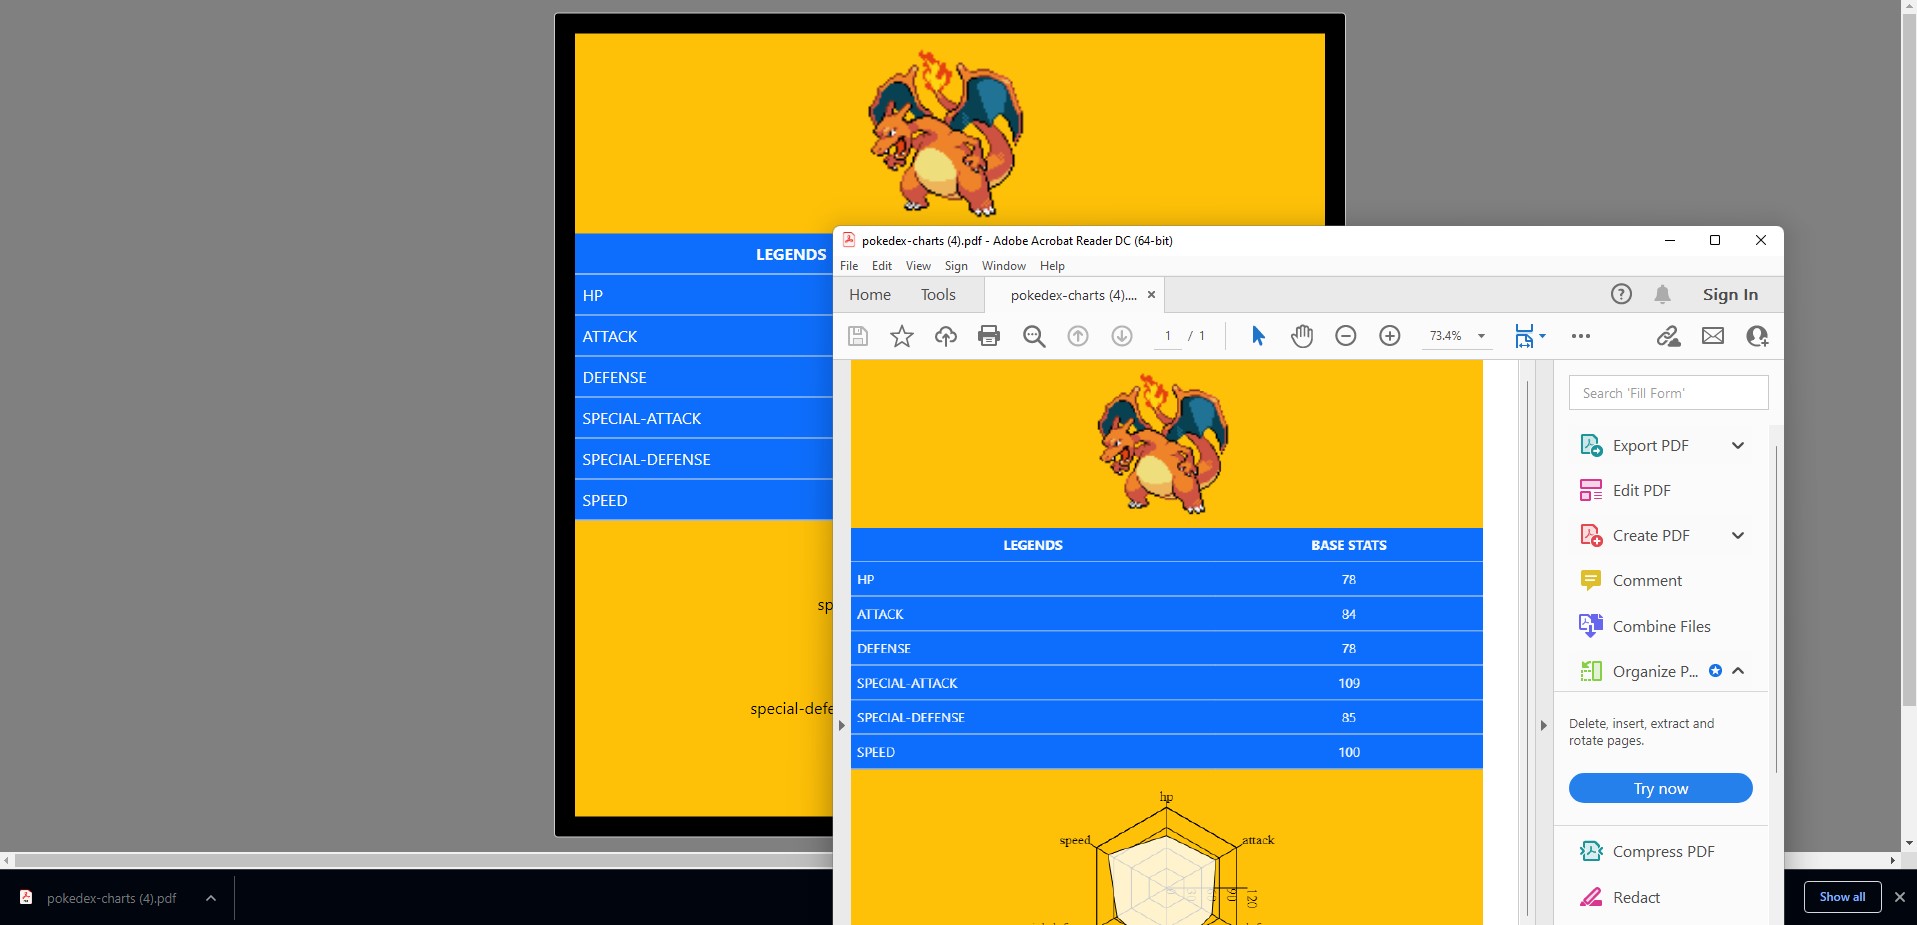 LEGENDS
HP
ATTACK
DEFENSE
SPECIAL-ATTACK
SPECIAL-DEFENSE
SPEED
sp
special-defe
pokedex-charts (4).pdf - Adobe Acrobat Reader DC (64-bit)
File Edit View Sign Window Help
Home Tools pokedex-charts (4).... Sign In
1 / 1 73.4%
LEGENDS BASE STATS
HP 78
ATTACK 84
DEFENSE 78
SPECIAL-ATTACK 109
SPECIAL-DEFENSE 85
SPEED 100
hp
speed attack
120
Search 'Fill Form'
Export PDF
Edit PDF
Create PDF
Comment
Combine Files
Organize P...
Delete, insert, extract and
rotate pages.
Try now
Compress PDF
Redact
pokedex-charts (4).pdf
Show all